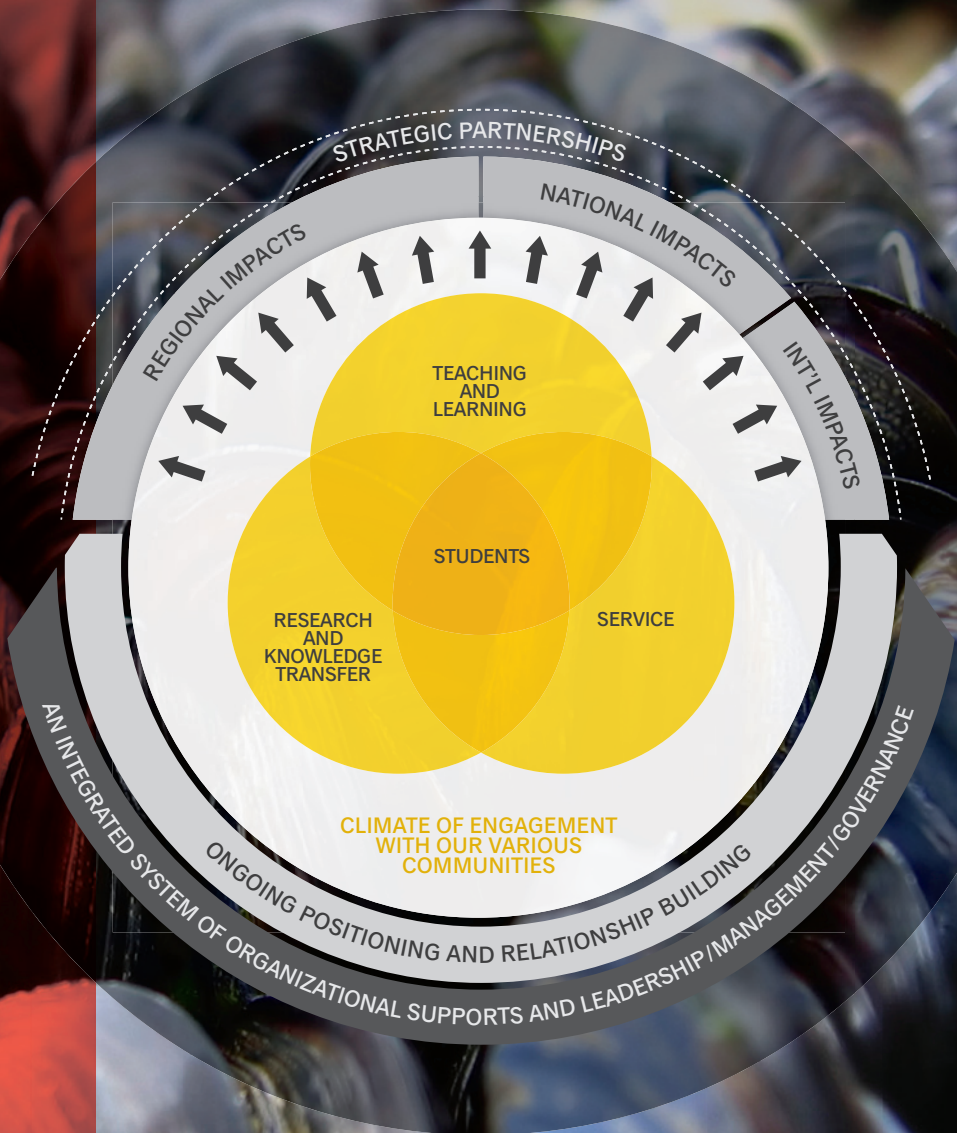 STRATEGIC PARTNERSHIPS
REGIONAL IMPACTS
NATIONAL IMPACTS
INT'L IMPACTS
TEACHING
AND
LEARNING
STUDENTS
RESEARCH
AND
KNOWLEDGE
TRANSFER
SERVICE
CLIMATE OF ENGAGEMENT
WITH OUR VARIOUS
COMMUNITIES
ONGOING POSITIONING AND RELATIONSHIP BUILDING
AN INTEGRATED SYSTEM OF ORGANIZATIONAL SUPPORTS AND LEADERSHIP/MANAGEMENT/GOVERNANCE